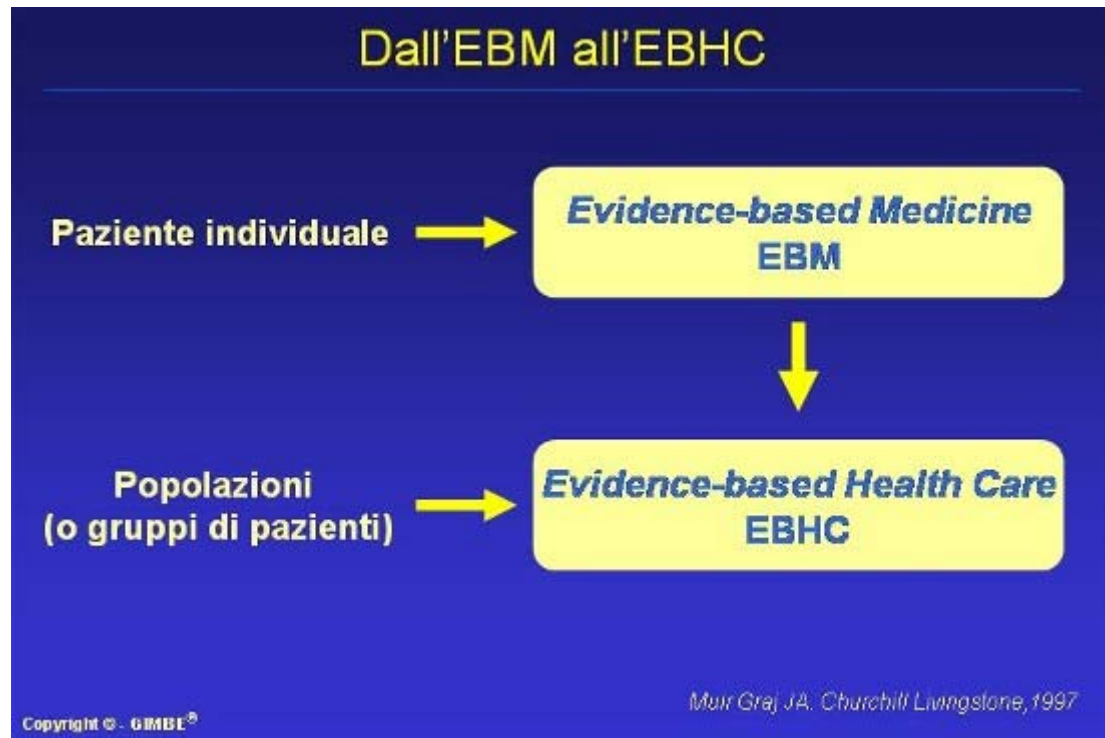 Dall'EBM all'EBHC
Paziente individuale
Evidence-based Medicine
EBM
Popolazioni
(o gruppi di pazienti)
Evidence-based Health Care
EBHC
Muir Graj JA. Churchill Livingstone,1997
Copyright © - GIMBE®